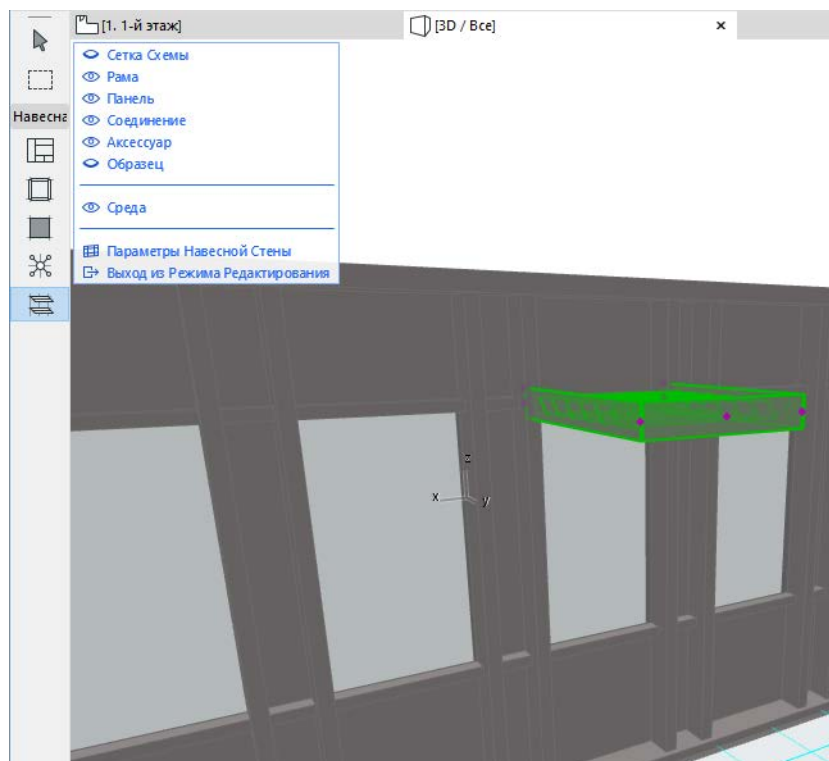 [1. 1-й этаж]
[3D / Все]
Навесна
Сетка Схемы
Рама
Панель
Соединение
Аксессуар
Образец
Среда
Параметры Навесной Стены
Выход из Режима Редактирования
z
x
y